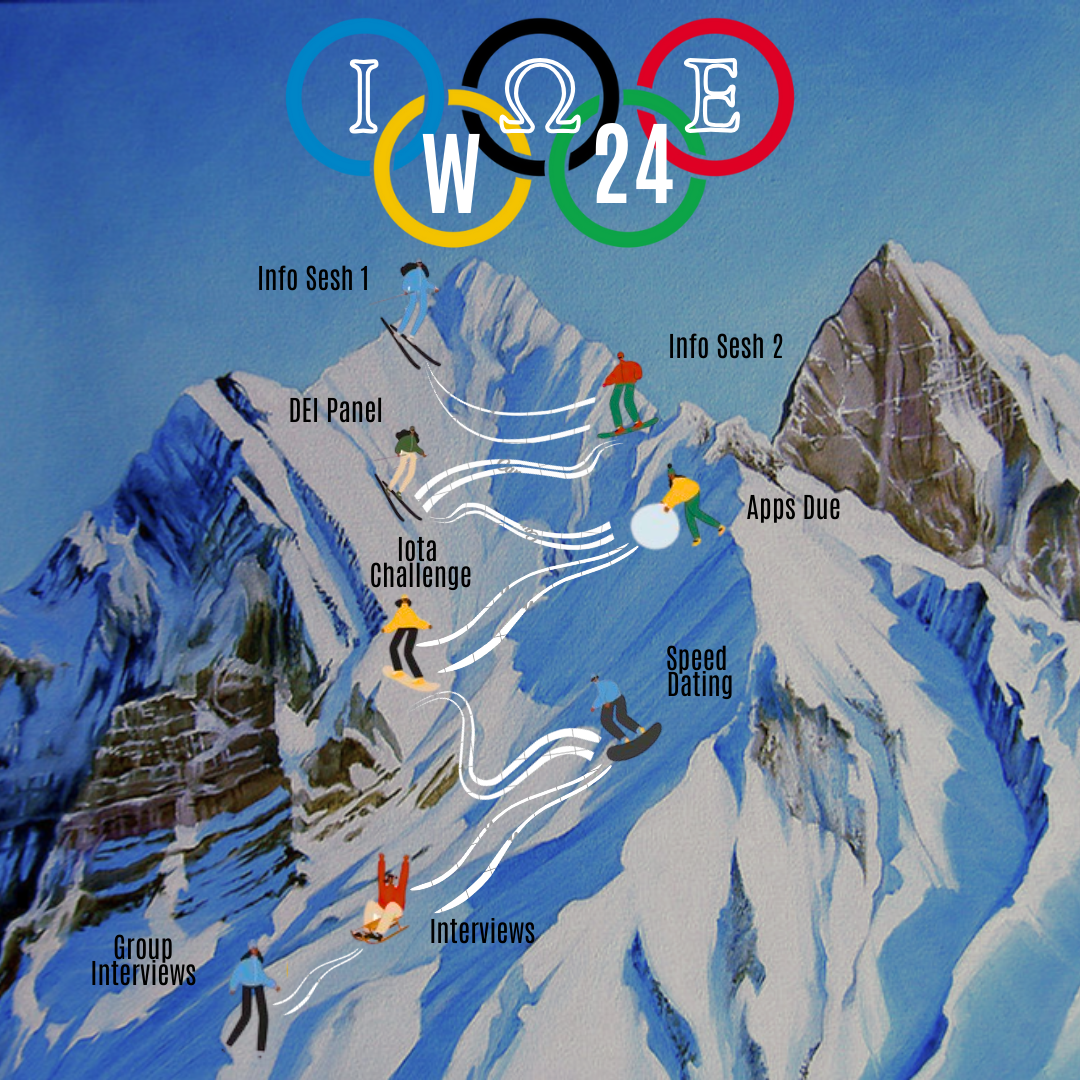 Ι Ω Ε
W 24
Info Sesh 1
Info Sesh 2
DEI Panel
Apps Due
Iota
Challenge
Speed
Dating
Interviews
Group
Interviews